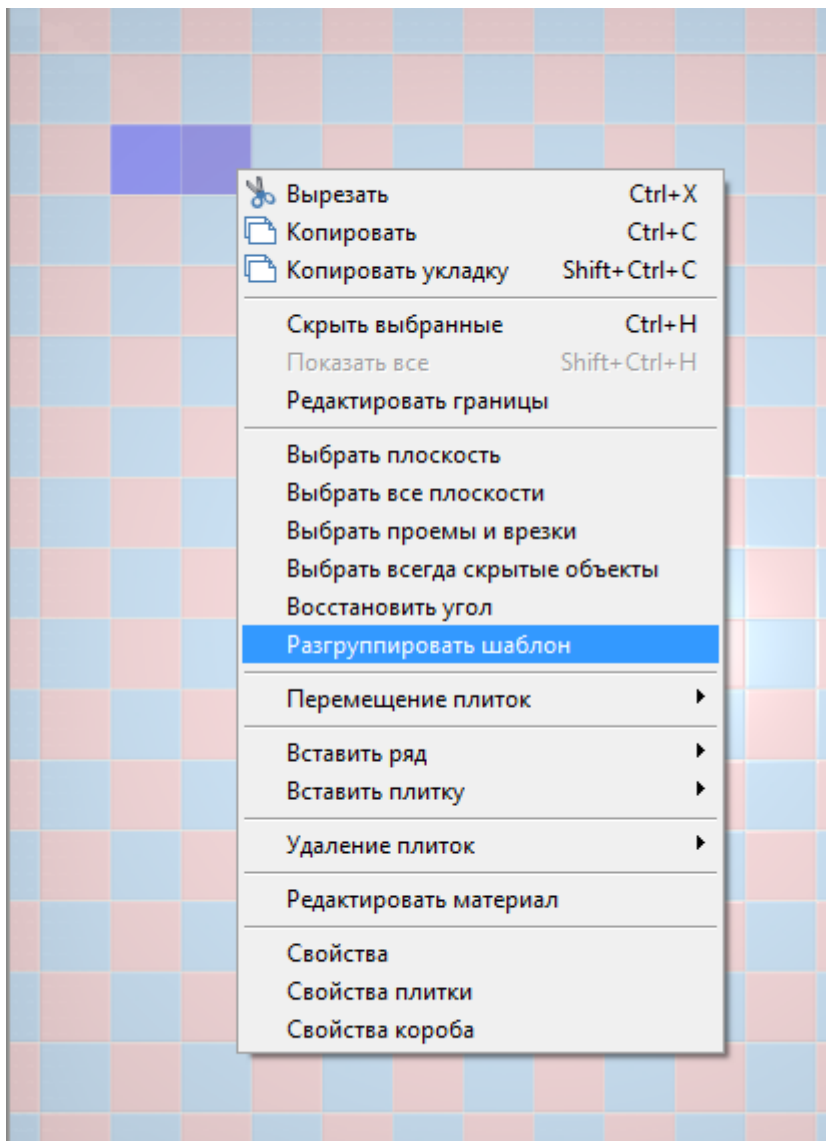 Вырезать Ctrl+X
Копировать Ctrl+C
Копировать укладку Shift+Ctrl+C
Скрыть выбранные Ctrl+H
Показать все Shift+Ctrl+H
Редактировать границы
Выбрать плоскость
Выбрать все плоскости
Выбрать проемы и врезки
Выбрать всегда скрытые объекты
Восстановить угол
Разгруппировать шаблон
Перемещение плиток
Вставить ряд
Вставить плитку
Удаление плиток
Редактировать материал
Свойства
Свойства плитки
Свойства короба